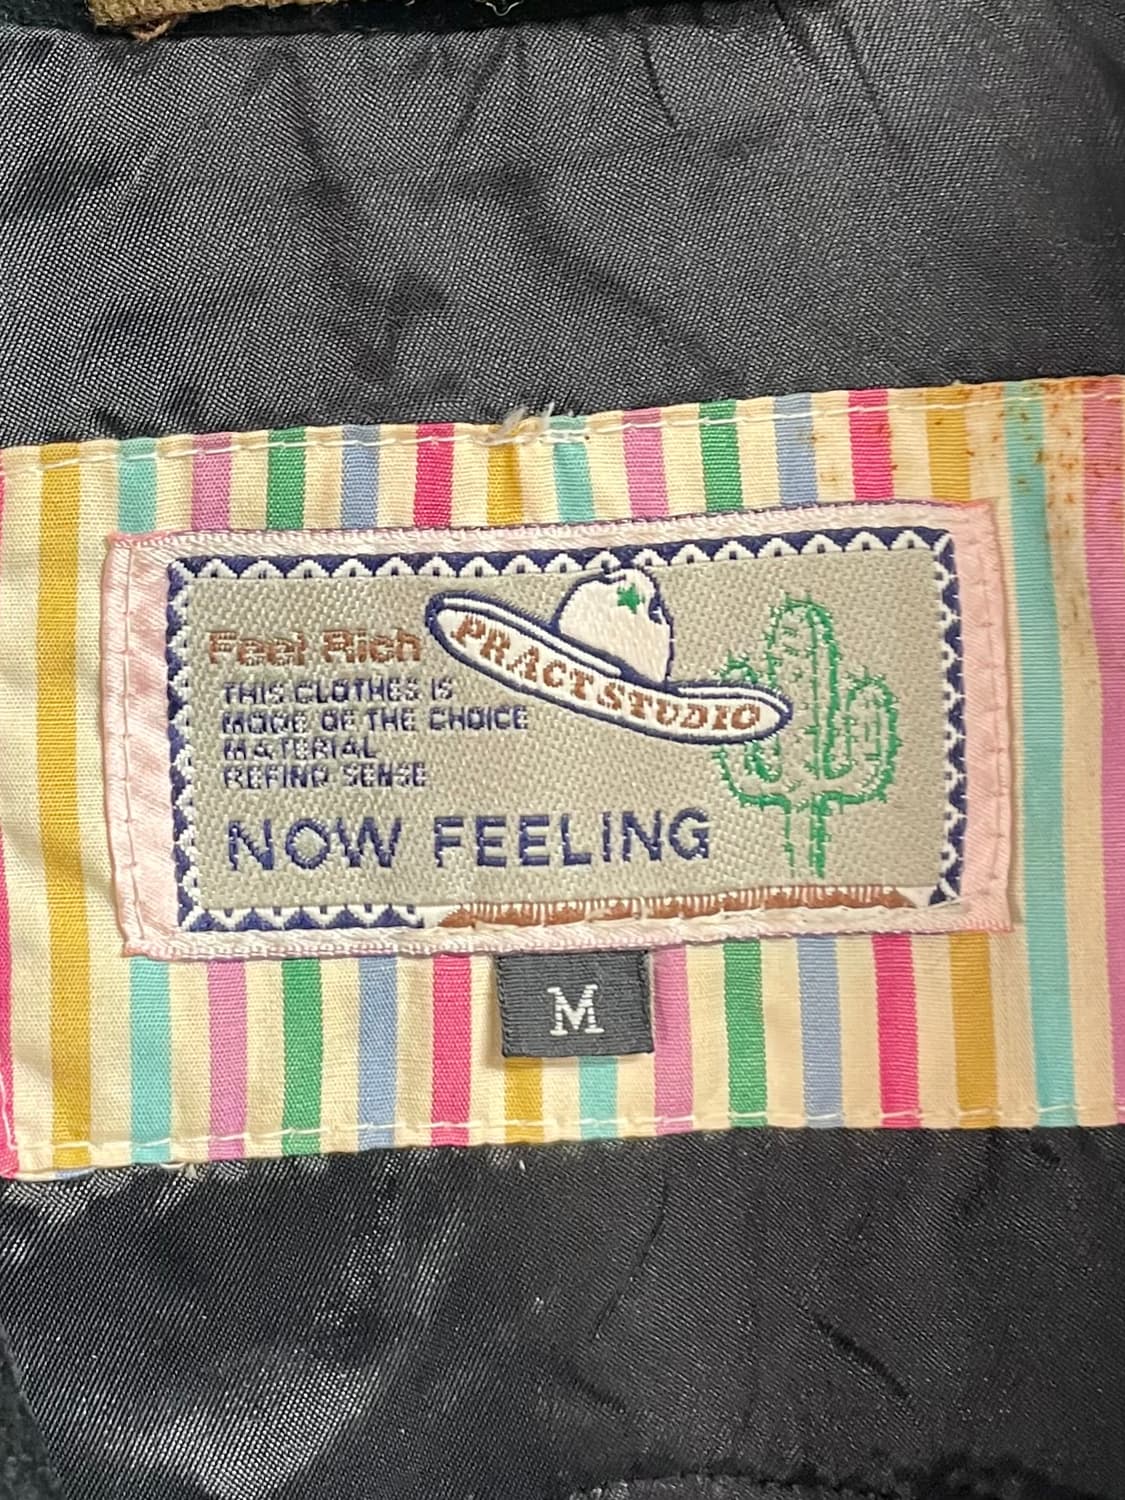 Feel Rich
PRACT STUDIO
THIS CLOTHES IS
MODE OF THE CHOICE
MATERIAL
REFIND SENSE
NOW FEELING
M